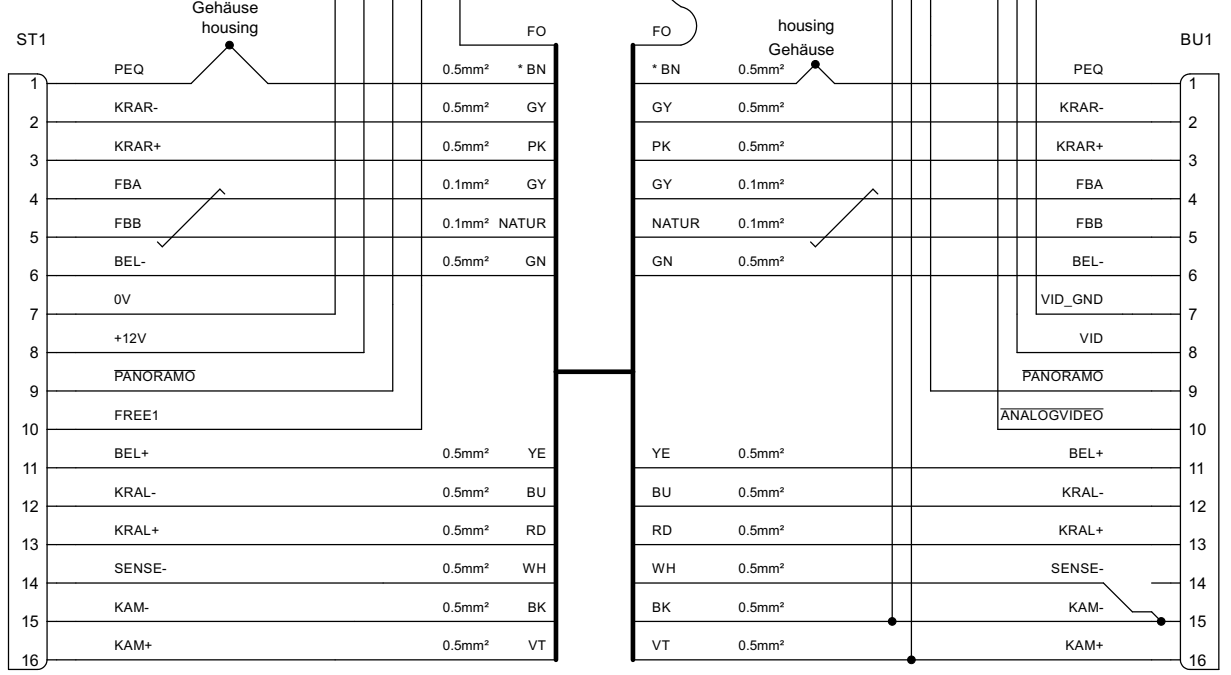 Gehäuse
housing
ST1
FO
FO
housing
Gehäuse
BU1
1 PEQ 0.5mm² * BN * BN 0.5mm² PEQ 1
2 KRAR- 0.5mm² GY GY 0.5mm² KRAR- 2
3 KRAR+ 0.5mm² PK PK 0.5mm² KRAR+ 3
4 FBA 0.1mm² GY GY 0.1mm² FBA 4
5 FBB 0.1mm² NATUR NATUR 0.1mm² FBB 5
6 BEL- 0.5mm² GN GN 0.5mm² BEL- 6
7 0V VID_GND 7
8 +12V VID 8
9 PANORAMO PANORAMO 9
10 FREE1 ANALOGVIDEO 10
11 BEL+ 0.5mm² YE YE 0.5mm² BEL+ 11
12 KRAL- 0.5mm² BU BU 0.5mm² KRAL- 12
13 KRAL+ 0.5mm² RD RD 0.5mm² KRAL+ 13
14 SENSE- 0.5mm² WH WH 0.5mm² SENSE- 14
15 KAM- 0.5mm² BK BK 0.5mm² KAM- 15
16 KAM+ 0.5mm² VT VT 0.5mm² KAM+ 16